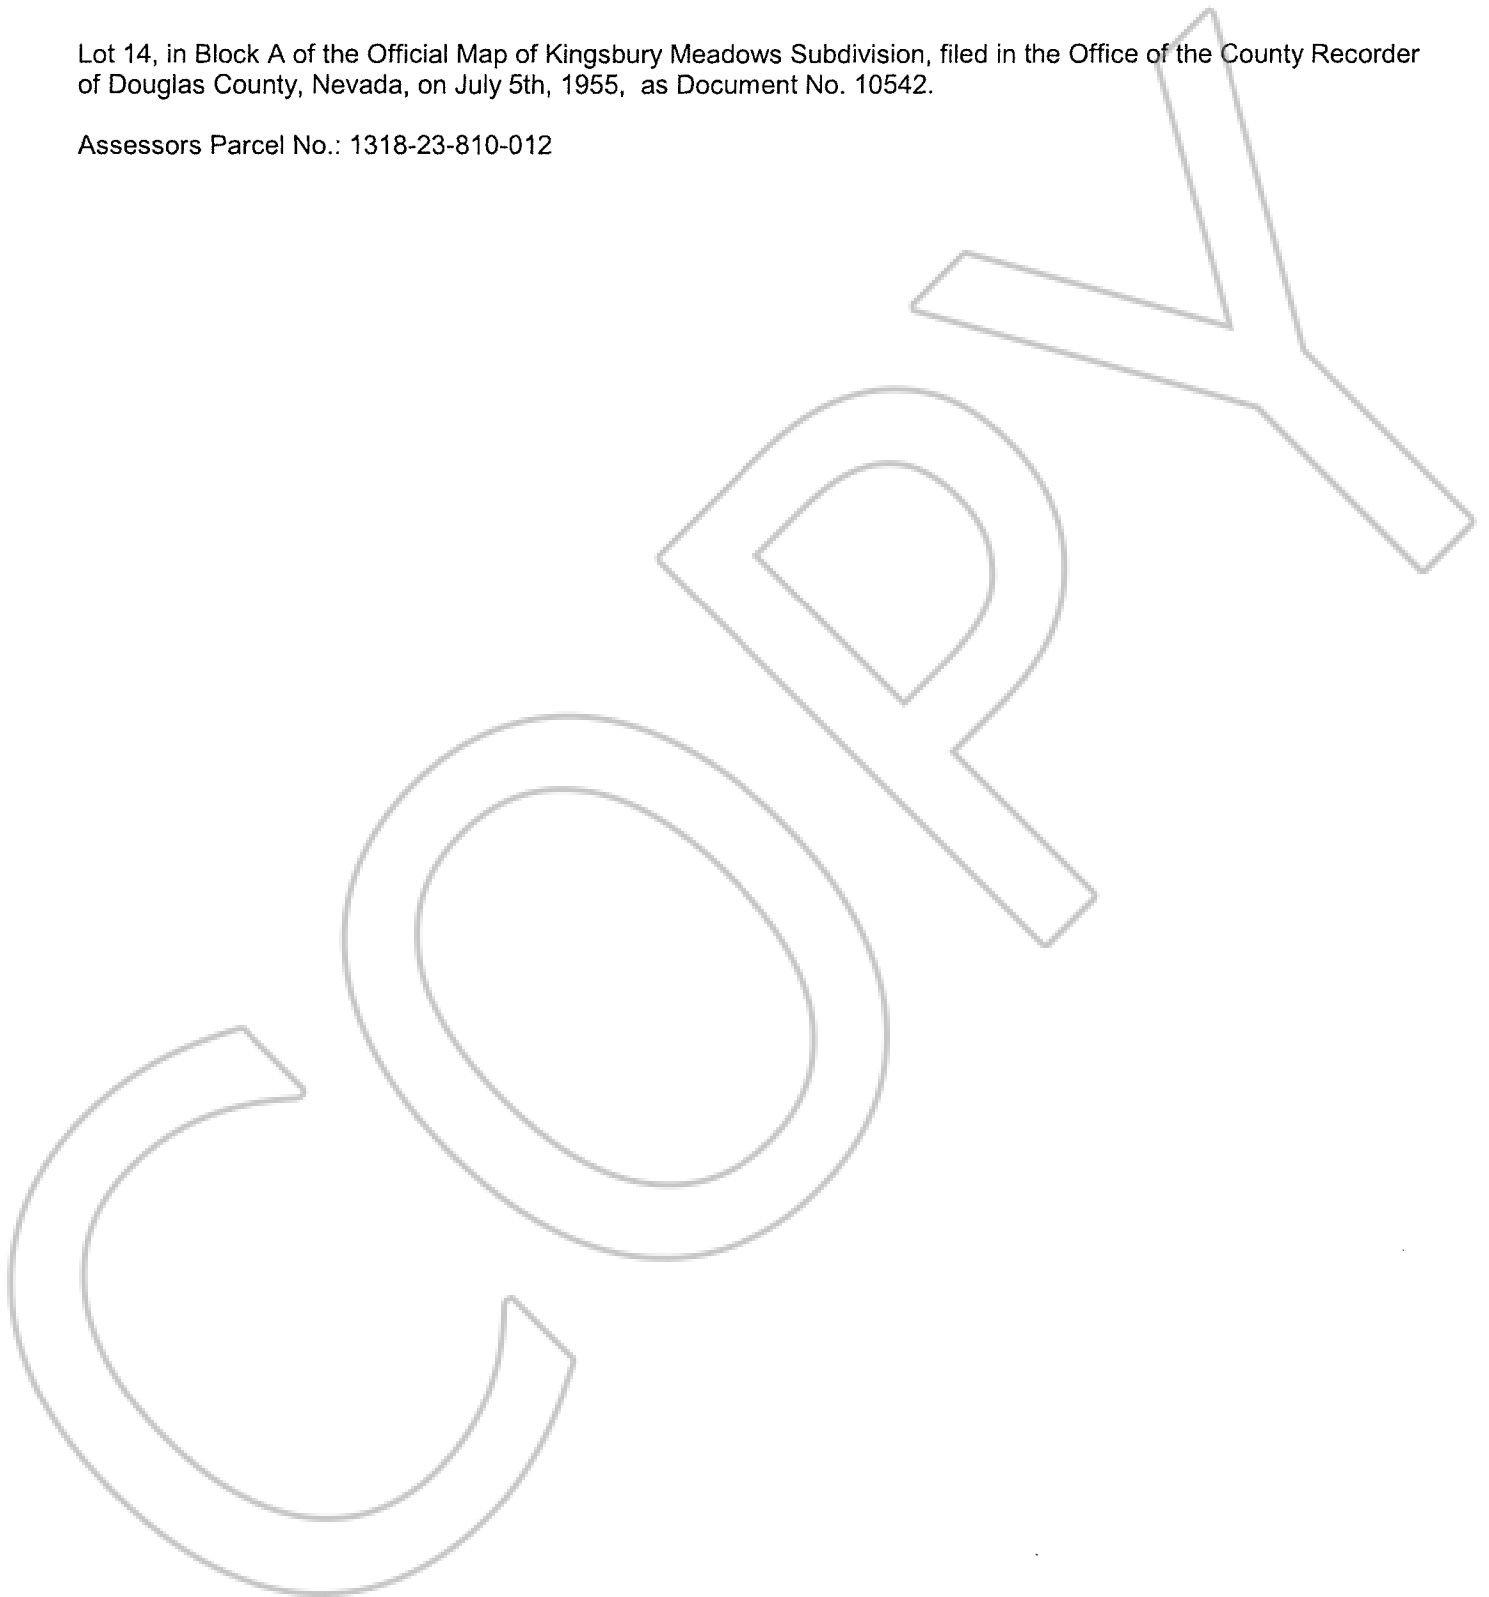 Lot 14, in Block A of the Official Map of Kingsbury Meadows Subdivision, filed in the Office of the County Recorder
of Douglas County, Nevada, on July 5th, 1955,  as Document No. 10542.
Assessors Parcel No.: 1318-23-810-012
COPY